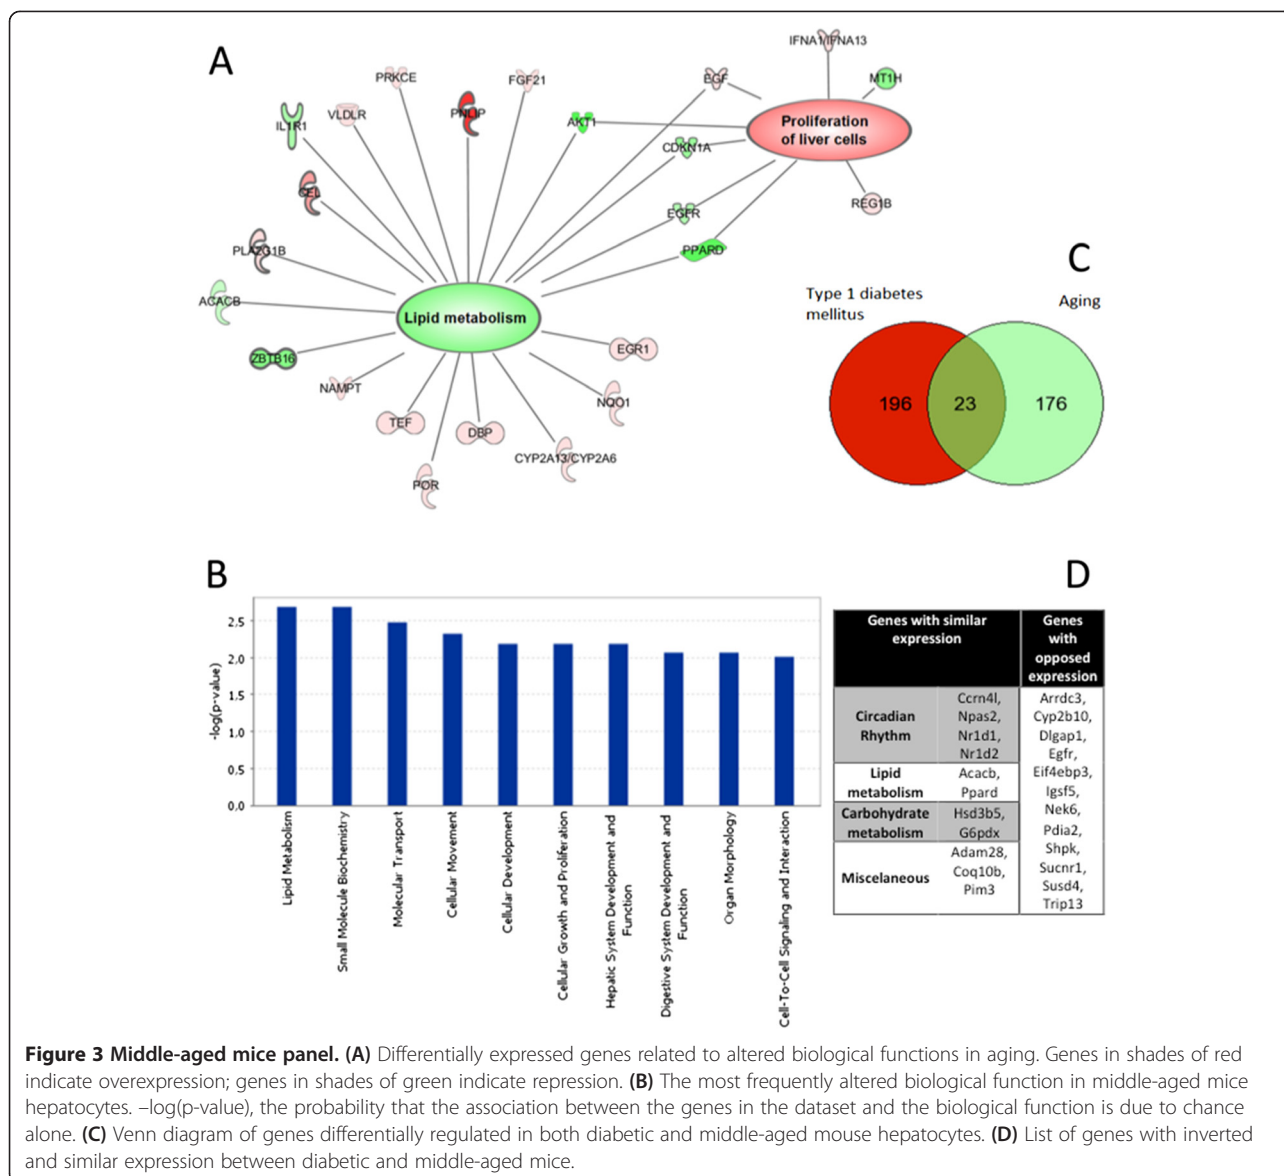 A
IFNA1/IFNA13
PRKCE
FGF21
EGF
MT1H
IL1R1
VLDLR
PNLIP
AKT1
Proliferation
of liver cells
CDKN1A
CEL
REG1B
EGFR
PLA2G1B
PPARD
ACACB
Lipid metabolism
ZBTB16
EGR1
NAMPT
NQO1
TEF
DBP
CYP2A13/CYP2A6
POR
C
Type 1 diabetes
mellitus
Aging
196
23
176
B
-log(p-value)
2.5
2.0
1.5
1.0
0.5
0.0
Lipid Metabolism
Small Molecule Biochemistry
Molecular Transport
Cellular Movement
Cellular Development
Cellular Growth and Proliferation
Hepatic System Development and
Function
Digestive System Development and
Function
Organ Morphology
Cell-To-Cell Signaling and Interaction
D
Genes with similar
expression
Genes
with
opposed
expression
Circadian
Rhythm
Ccrn4l,
Npas2,
Nr1d1,
Nr1d2
Lipid
metabolism
Acacb,
Ppard
Carbohydrate
metabolism
Hsd3b5,
G6pdx
Miscelaneous
Adam28,
Coq10b,
Pim3
Arrdc3,
Cyp2b10,
Dlgap1,
Egfr,
Eif4ebp3,
Igsf5,
Nek6,
Pdia2,
Shpk,
Sucnr1,
Susd4,
Trip13
Figure 3 Middle-aged mice panel. (A) Differentially expressed genes related to altered biological functions in aging. Genes in shades of red
indicate overexpression; genes in shades of green indicate repression. (B) The most frequently altered biological function in middle-aged mice
hepatocytes. –log(p-value), the probability that the association between the genes in the dataset and the biological function is due to chance
alone. (C) Venn diagram of genes differentially regulated in both diabetic and middle-aged mouse hepatocytes. (D) List of genes with inverted
and similar expression between diabetic and middle-aged mice.